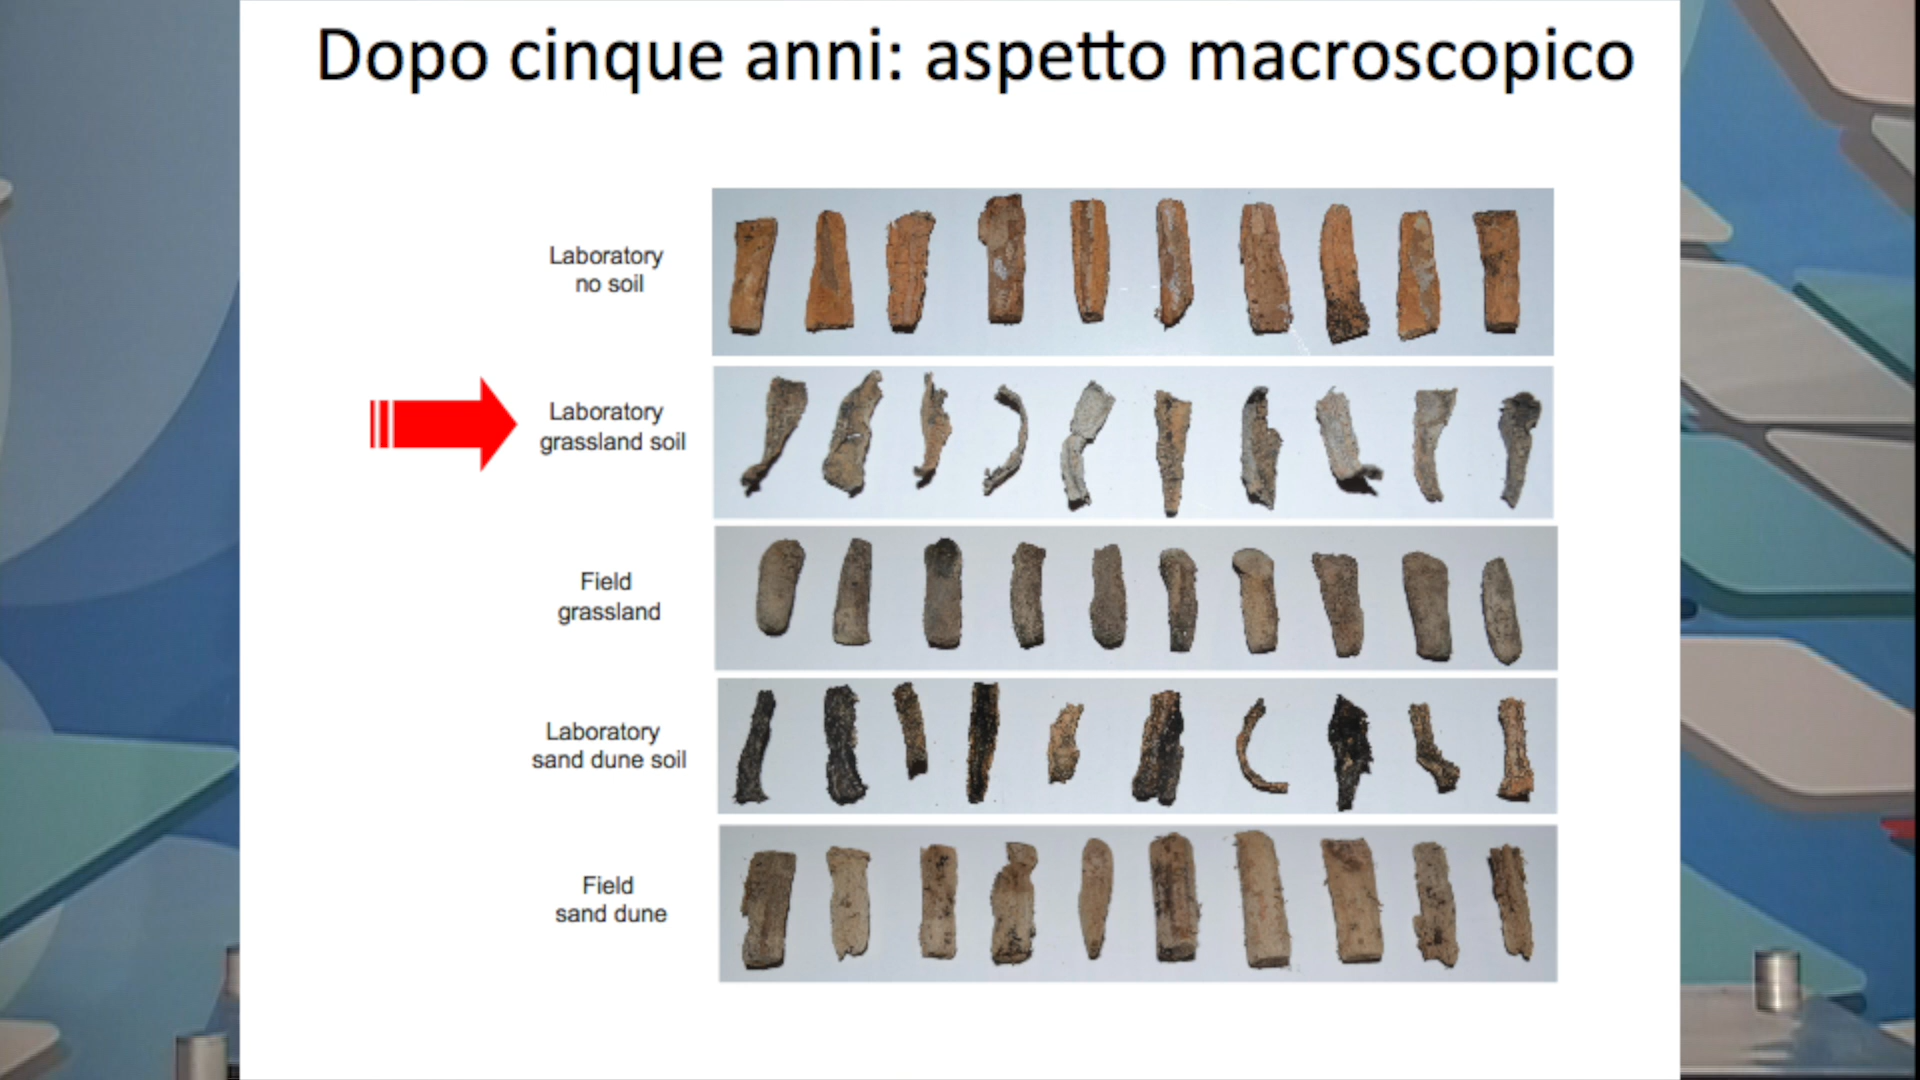 Dopo cinque anni: aspetto macroscopico
Laboratory
no soil
Laboratory
grassland soil
Field
grassland
Laboratory
sand dune soil
Field
sand dune